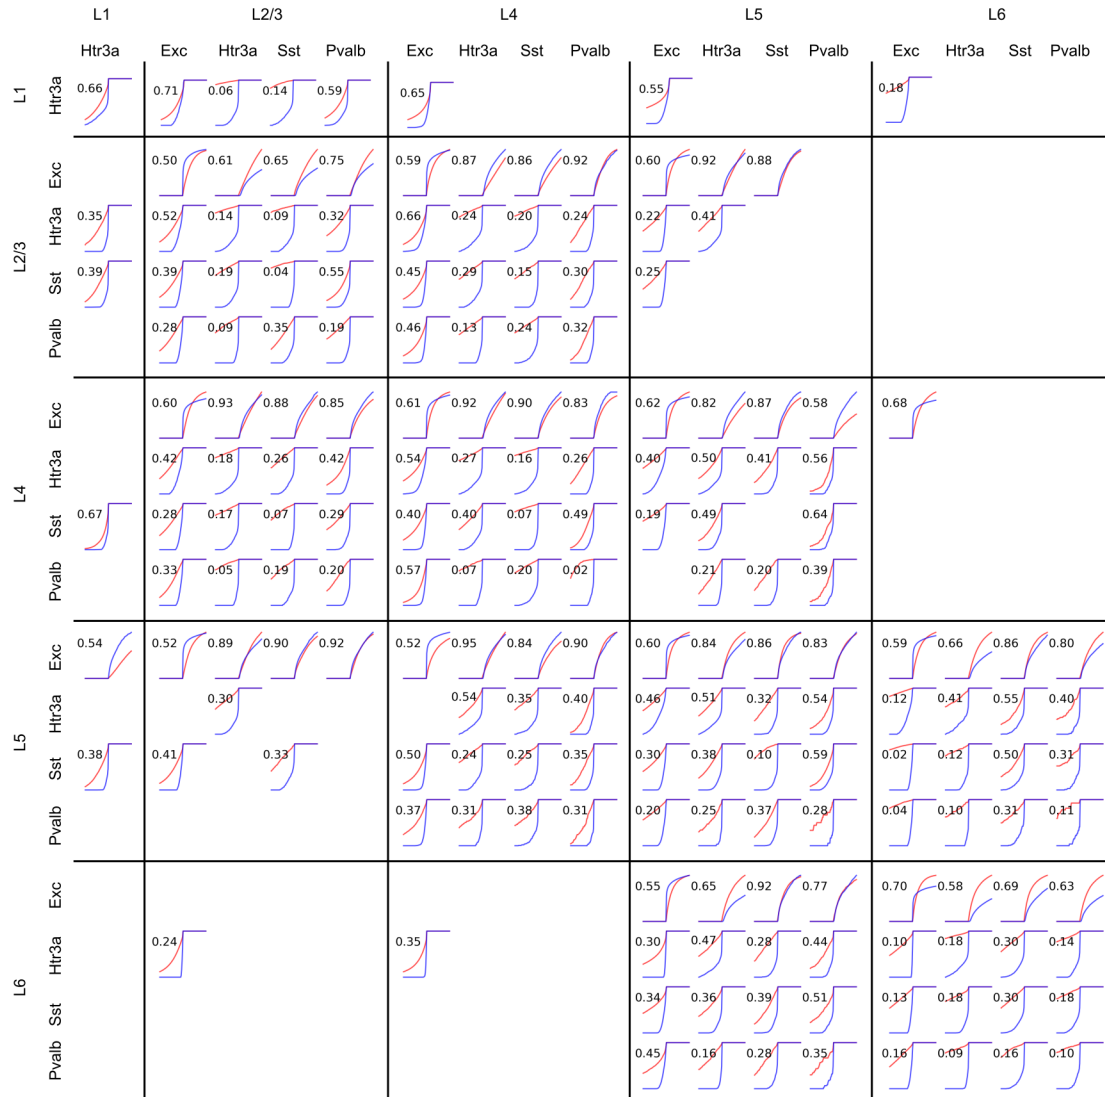 L1 L2/3 L4 L5 L6
Htr3a Exc Htr3a Sst Pvalb Exc Htr3a Sst Pvalb Exc Htr3a Sst Pvalb Exc Htr3a Sst Pvalb
L1
Htr3a 0.66 0.71 0.06 0.14 0.59 0.65 0.55 0.18
L2/3
Exc 0.50 0.61 0.65 0.75 0.59 0.87 0.86 0.92 0.60 0.92 0.88
Htr3a 0.35 0.52 0.14 0.09 0.32 0.66 0.24 0.20 0.24 0.22 0.41
Sst 0.39 0.39 0.19 0.04 0.55 0.45 0.29 0.15 0.30 0.25
Pvalb 0.28 0.09 0.35 0.19 0.46 0.13 0.24 0.32
L4
Exc 0.60 0.93 0.88 0.85 0.61 0.92 0.90 0.83 0.62 0.82 0.87 0.58 0.68
Htr3a 0.42 0.18 0.26 0.42 0.54 0.27 0.16 0.26 0.40 0.50 0.41 0.56
Sst 0.67 0.28 0.17 0.07 0.29 0.40 0.40 0.07 0.49 0.19 0.49 0.64
Pvalb 0.33 0.05 0.19 0.20 0.57 0.07 0.20 0.02 0.21 0.20 0.39
L5
Exc 0.54 0.52 0.89 0.90 0.92 0.52 0.95 0.84 0.90 0.60 0.84 0.86 0.83 0.59 0.66 0.86 0.80
Htr3a 0.30 0.54 0.35 0.40 0.46 0.51 0.32 0.54 0.12 0.41 0.55 0.40
Sst 0.38 0.41 0.33 0.50 0.24 0.25 0.35 0.30 0.38 0.10 0.59 0.02 0.12 0.50 0.31
Pvalb 0.37 0.31 0.38 0.31 0.20 0.25 0.37 0.28 0.04 0.10 0.31 0.11
L6
Exc 0.55 0.65 0.92 0.77 0.70 0.58 0.69 0.63
Htr3a 0.24 0.35 0.30 0.47 0.28 0.44 0.10 0.18 0.30 0.14
Sst 0.34 0.36 0.39 0.51 0.13 0.18 0.30 0.18
Pvalb 0.45 0.16 0.28 0.35 0.16 0.09 0.16 0.10